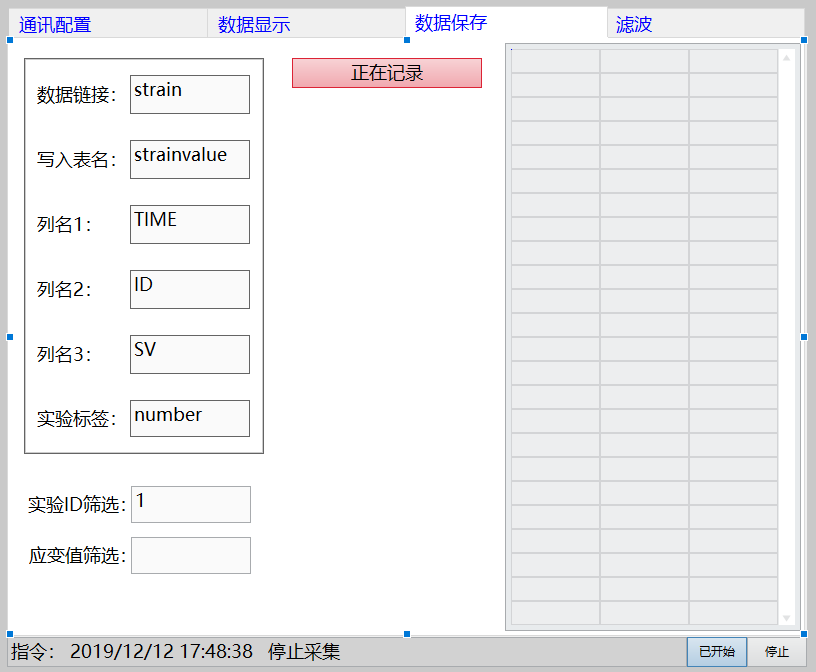 通讯配置 数据显示 数据保存 滤波
正在记录
数据链接： strain
写入表名： strainvalue
列名1： TIME
列名2： ID
列名3： SV
实验标签： number
实验ID筛选： 1
应变值筛选：
指令： 2019/12/12 17:48:38 停止采集 已开始 停止